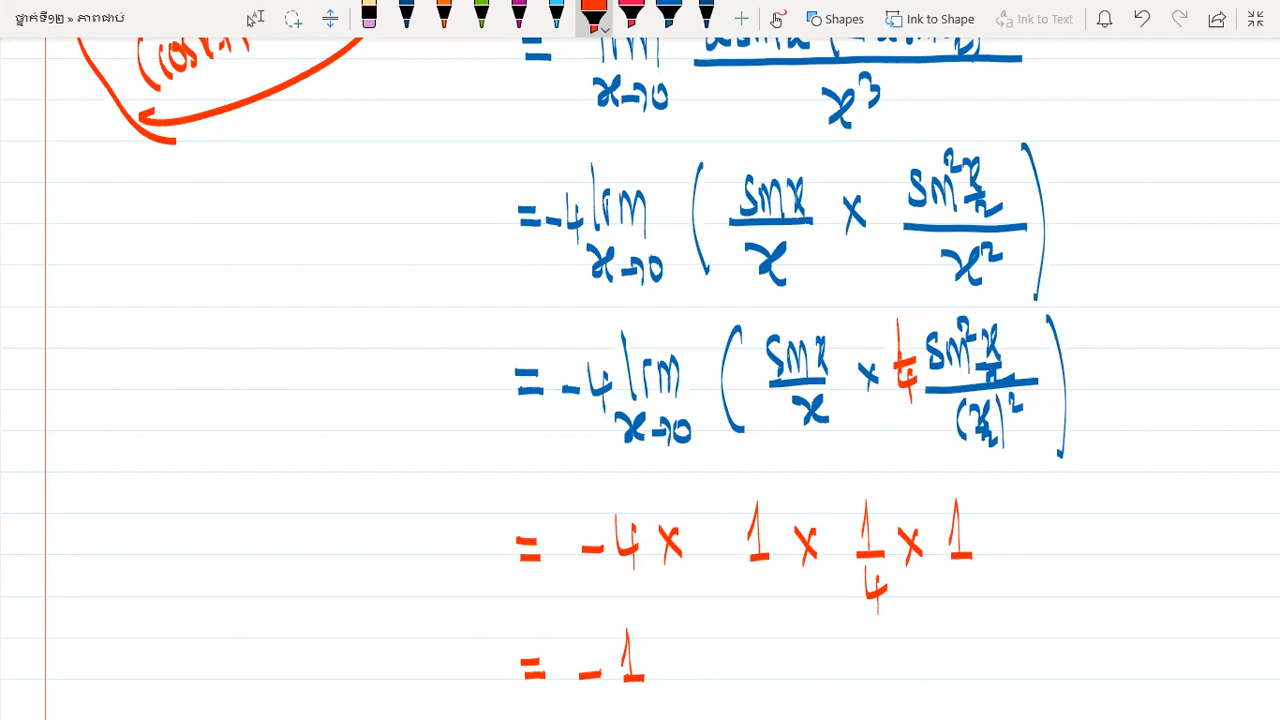 ថ្នាក់ទី១២ » ភាពជាប់
Shapes
Ink to Shape
Ink to Text
= lim x→0 / x³
= -4 lim x→0 ( sin x / x × sin² x/2 / x² )
= -4 lim x→0 ( sin x / x × 1/4 sin² x/2 / (x/2)² )
= -4 × 1 × 1/4 × 1
= -1